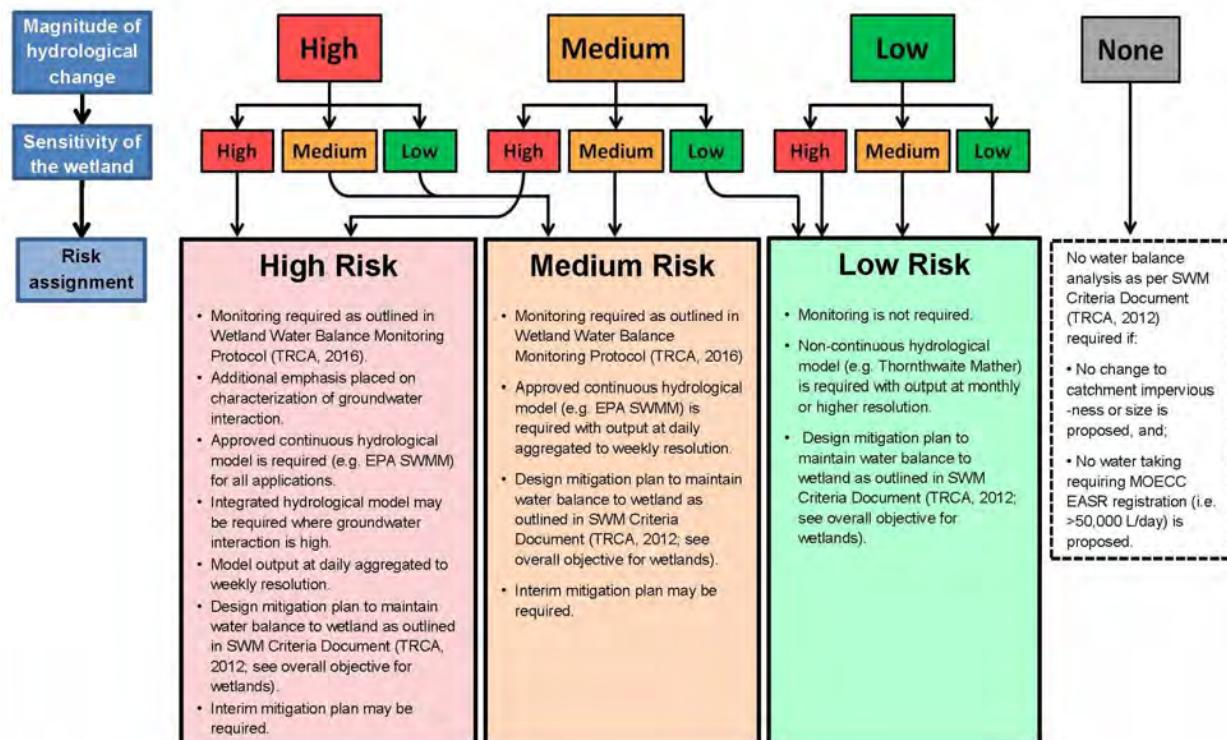 Magnitude of
hydrological
change
High
Medium
Low
None
Sensitivity of
the wetland
High
Medium
Low
High
Medium
Low
High
Medium
Low
Risk
assignment
High Risk
• Monitoring required as outlined in
Wetland Water Balance Monitoring
Protocol (TRCA, 2016).
• Additional emphasis placed on
characterization of groundwater
interaction.
• Approved continuous hydrological
model is required (e.g. EPA SWMM)
for all applications.
• Integrated hydrological model may
be required where groundwater
interaction is high.
• Model output at daily aggregated to
weekly resolution.
• Design mitigation plan to maintain
water balance to wetland as outlined
in SWM Criteria Document (TRCA,
2012; see overall objective for
wetlands).
• Interim mitigation plan may be
required.
Medium Risk
• Monitoring required as outlined in
Wetland Water Balance
Monitoring Protocol (TRCA, 2016)
• Approved continuous hydrological
model (e.g. EPA SWMM) is
required with output at daily
aggregated to weekly resolution.
• Design mitigation plan to maintain
water balance to wetland as
outlined in SWM Criteria
Document (TRCA, 2012; see
overall objective for wetlands).
• Interim mitigation plan may be
required.
Low Risk
• Monitoring is not required.
• Non-continuous hydrological
model (e.g. Thornthwaite Mather)
is required with output at monthly
or higher resolution.
• Design mitigation plan to
maintain water balance to
wetland as outlined in SWM
Criteria Document (TRCA, 2012;
see overall objective for
wetlands).
No water balance
analysis as per SWM
Criteria Document
(TRCA, 2012)
required if:
• No change to
catchment impervious
-ness or size is
proposed, and;
• No water taking
requiring MOECC
EASR registration (i.e.
>50,000 L/day) is
proposed.